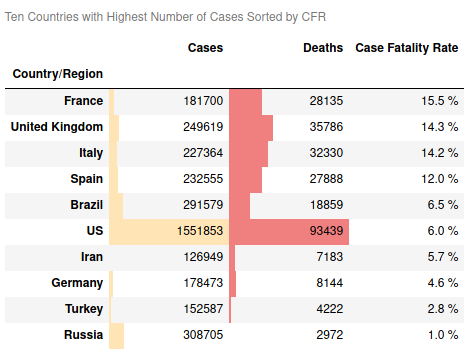 Ten Countries with Highest Number of Cases Sorted by CFR
Cases Deaths Case Fatality Rate
Country/Region
France 181700 28135 15.5 %
United Kingdom 249619 35786 14.3 %
Italy 227364 32330 14.2 %
Spain 232555 27888 12.0 %
Brazil 291579 18859 6.5 %
US 1551853 93439 6.0 %
Iran 126949 7183 5.7 %
Germany 178473 8144 4.6 %
Turkey 152587 4222 2.8 %
Russia 308705 2972 1.0 %